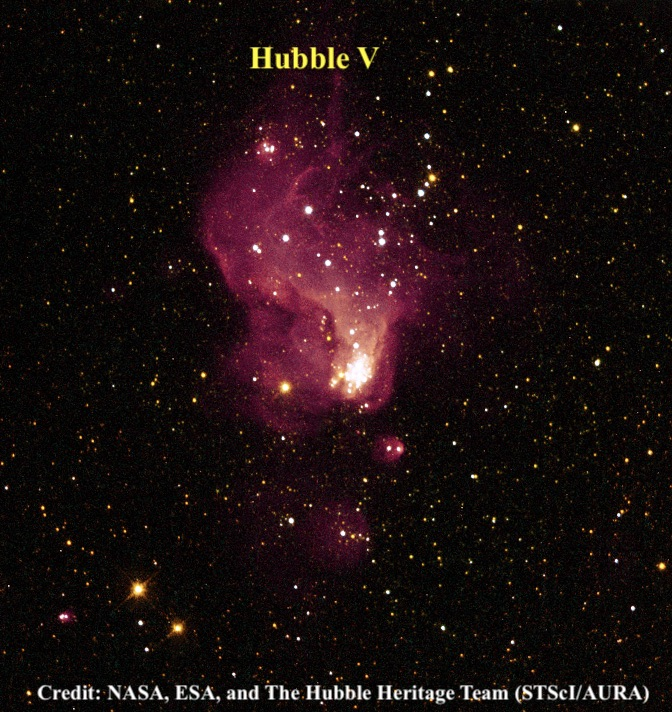 Hubble V
Credit: NASA, ESA, and The Hubble Heritage Team (STScI/AURA)